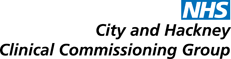 NHS
City and Hackney
Clinical Commissioning Group